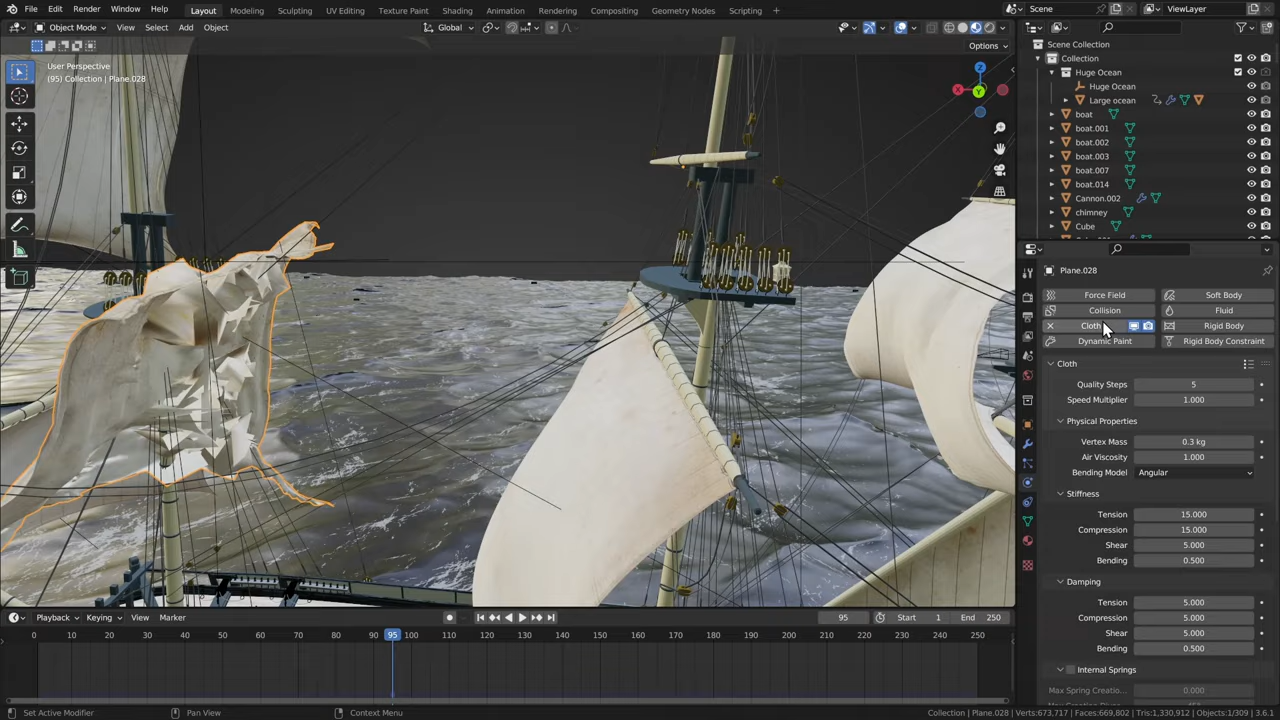 File Edit Render Window Help Layout Modeling Sculpting UV Editing Texture Paint Shading Animation Rendering Compositing Geometry Nodes Scripting + Scene ViewLayer
Object Mode View Select Add Object Global
Options
User Perspective
(95) Collection | Plane.028
Z
X
Y
Scene Collection
Collection
Huge Ocean
Huge Ocean
Large ocean
boat
boat.001
boat.002
boat.003
boat.007
boat.014
Cannon.002
chimney
Cube
Plane.028
Force Field Soft Body
Collision Fluid
Cloth Rigid Body
Dynamic Paint Rigid Body Constraint
Cloth
Quality Steps 5
Speed Multiplier 1.000
Physical Properties
Vertex Mass 0.3 kg
Air Viscosity 1.000
Bending Model Angular
Stiffness
Tension 15.000
Compression 15.000
Shear 5.000
Bending 0.500
Damping
Tension 5.000
Compression 5.000
Shear 5.000
Bending 0.500
Internal Springs
Max Spring Creatio... 0.000
Playback Keying View Marker 95 Start 1 End 250
0 10 20 30 40 50 60 70 80 90 95 100 110 120 130 140 150 160 170 180 190 200 210 220 230 240 250
Set Active Modifier Pan View Context Menu Collection | Plane.028 | Verts:673,717 | Faces:669,802 | Tris:1,330,912 | Objects:1/309 | 3.6.1